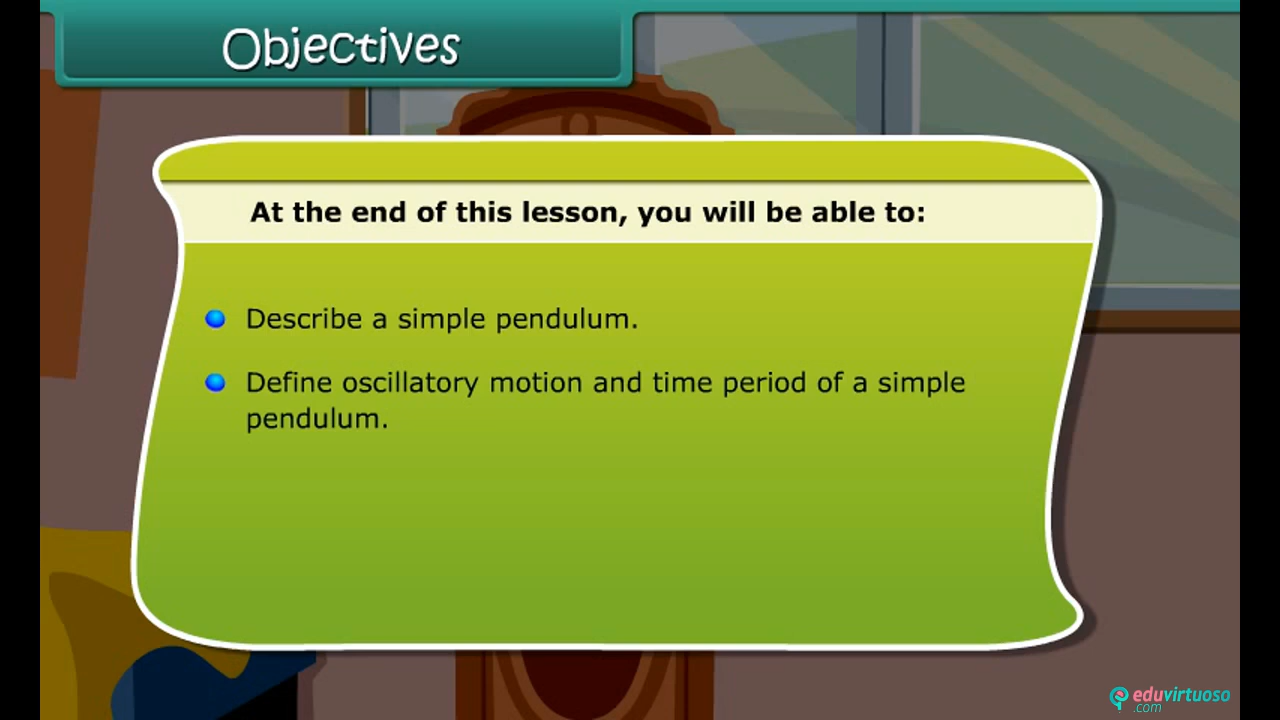 Objectives
At the end of this lesson, you will be able to:
Describe a simple pendulum.
Define oscillatory motion and time period of a simple
pendulum.
eduvirtuoso
.com